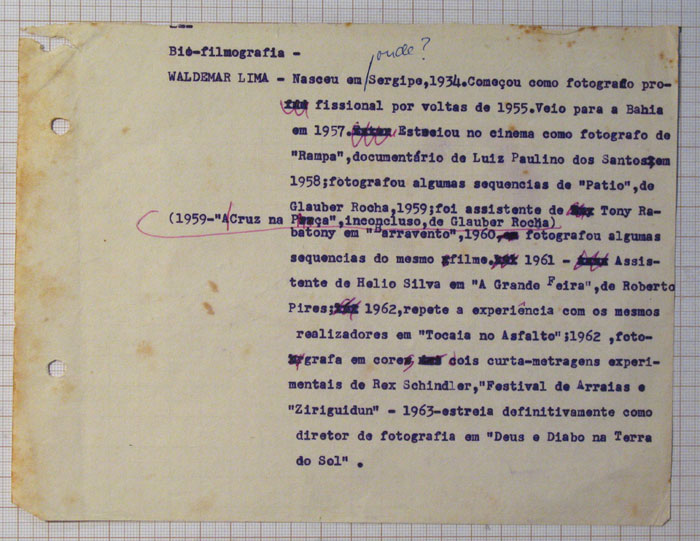 onde?
Bio-filmografia -
WALDEMAR LIMA - Nasceu em Sergipe,1934.Começou como fotografo pro-
fissional por voltas de 1955.Veio para a Bahia
em 1957. Estreiou no cinema como fotografo de
"Rampa",documentário de Luiz Paulino dos Santos,em
1958;fotografou algumas sequencias de "Patio",de
Glauber Rocha,1959;foi assistente de Tony Ra-
(1959-"A Cruz na Praça",inconcluso,de Glauber Rocha)
batony em "Barravento",1960, fotografou algumas
sequencias do mesmo filme. 1961 - Assis-
tente de Helio Silva em "A Grande Feira",de Roberto
Pires; 1962,repete a experiência com os mesmos
realizadores em "Tocaia no Asfalto";1962 ,foto-
grafa em cores dois curta-metragens experi-
mentais de Rex Schindler,"Festival de Arraias e
"Ziriguidun" - 1963-estreia definitivamente como
diretor de fotografia em "Deus e Diabo na Terra
do Sol" .